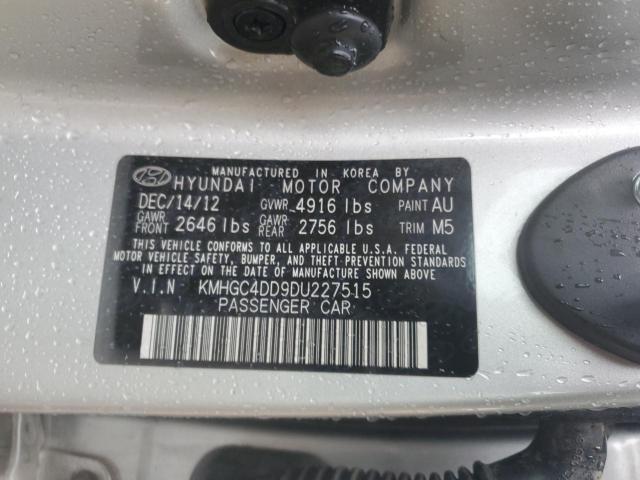 MANUFACTURED IN KOREA BY
HYUNDAI MOTOR COMPANY
DEC/14/12 GVWR 4916 lbs PAINT AU
GAWR FRONT 2646 lbs GAWR REAR 2756 lbs TRIM M5
THIS VEHICLE CONFORMS TO ALL APPLICABLE U.S.A. FEDERAL
MOTOR VEHICLE SAFETY, BUMPER, AND THEFT PREVENTION STANDARDS
IN EFFECT ON THE DATE OF MANUFACTURE SHOWN ABOVE.
V.I.N KMHGC4DD9DU227515
PASSENGER CAR